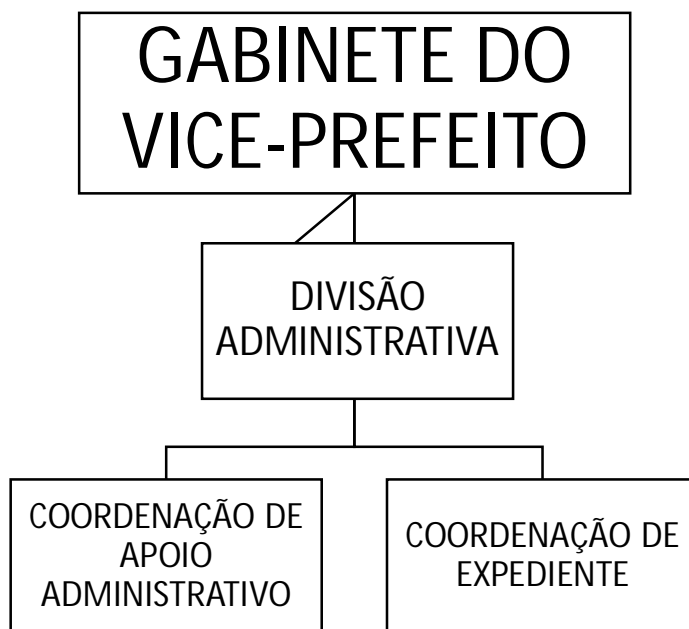 GABINETE DO
VICE-PREFEITO
DIVISÃO
ADMINISTRATIVA
COORDENAÇÃO DE
APOIO
ADMINISTRATIVO
COORDENAÇÃO DE
EXPEDIENTE